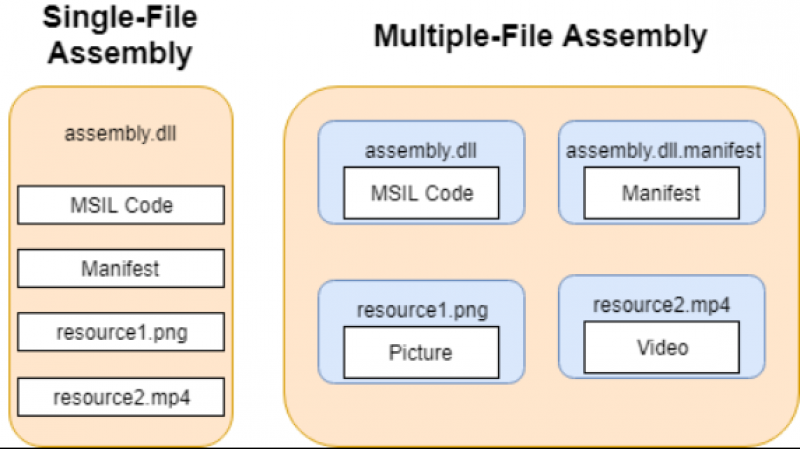 Single-File
Assembly
assembly.dll
MSIL Code
Manifest
resource1.png
resource2.mp4
Multiple-File Assembly
assembly.dll
MSIL Code
assembly.dll.manifest
Manifest
resource1.png
Picture
resource2.mp4
Video